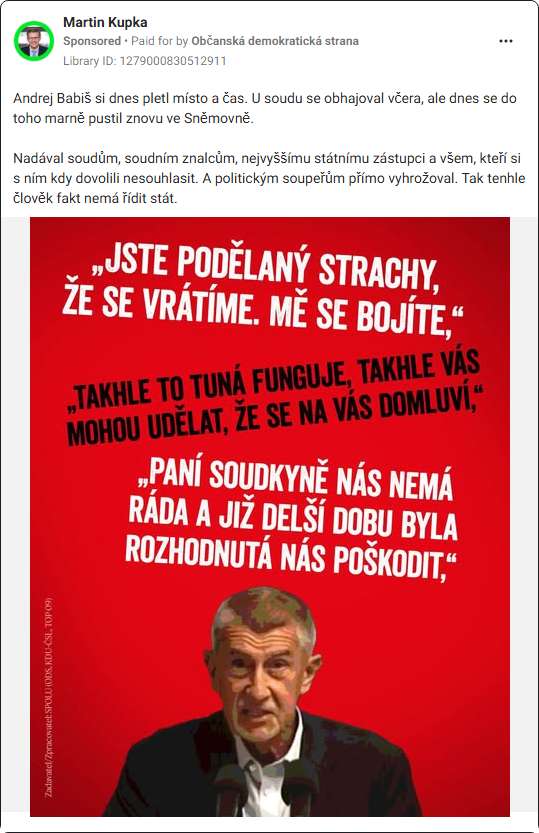 Martin Kupka
Sponsored • Paid for by Občanská demokratická strana
Library ID: 1279000830512911
Andrej Babiš si dnes pletl místo a čas. U soudu se obhajoval včera, ale dnes se do
toho marně pustil znovu ve Sněmovně.
Nadával soudům, soudním znalcům, nejvyššímu státnímu zástupci a všem, kteří si
s ním kdy dovolili nesouhlasit. A politickým soupeřům přímo vyhrožoval. Tak tenhle
člověk fakt nemá řídit stát.
„JSTE PODĚLANÝ STRACHY,
ŽE SE VRÁTÍME. MĚ SE BOJÍTE,“
„TAKHLE TO TUNÁ FUNGUJE, TAKHLE VÁS
MOHOU UDĚLAT, ŽE SE NA VÁS DOMLUVÍ,“
„PANÍ SOUDKYNĚ NÁS NEMÁ
RÁDA A JIŽ DELŠÍ DOBU BYLA
ROZHODNUTÁ NÁS POŠKODIT,“
Zadavatel/Zpracovatel: SPOLU (ODS, KDU-ČSL, TOP 09)